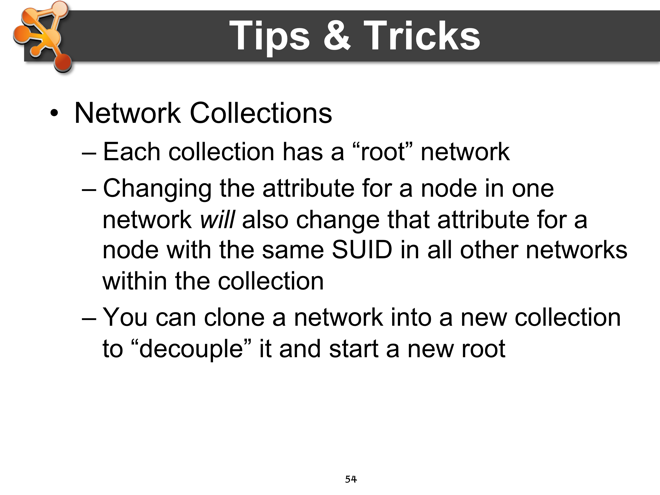 Tips & Tricks
• Network Collections
– Each collection has a “root” network
– Changing the attribute for a node in one
network will also change that attribute for a
node with the same SUID in all other networks
within the collection
– You can clone a network into a new collection
to “decouple” it and start a new root
54